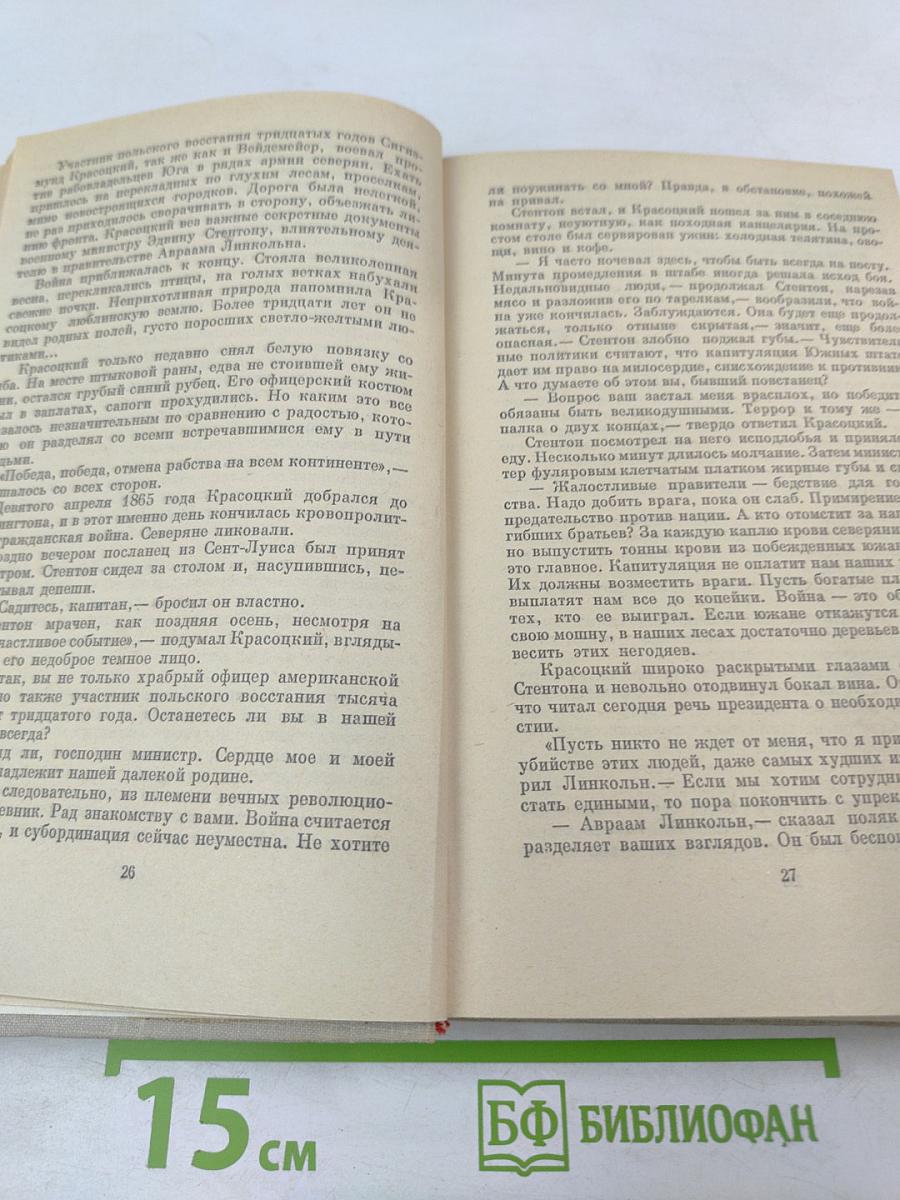 Участник польского восстания тридцатых годов Сигиз-
мунд Красоцкий, так же как и Вейдемейер, воевал про-
тив рабовладельцев Юга в рядах армии северян. Ехать
пришлось на перекладных по глухим лесам, проселкам,
мимо новостроящихся городков. Дорога была нелегкой,
не раз приходилось сворачивать в сторону, объезжать ли-
нию фронта. Красоцкий вез важные секретные документы
военному министру Эдвину Стентону, влиятельному дея-
телю в правительстве Авраама Линкольна.
Война приближалась к концу. Стояла великолепная
весна, перекликались птицы, на голых ветках набухали
свежие почки. Неприхотливая природа напомнила Кра-
соцкому люблинскую землю. Более тридцати лет он не
видел родных полей, густо поросших светло-желтыми лю-
тиками...
Красоцкий только недавно снял белую повязку со
лба. На месте штыковой раны, едва не стоившей ему жи-
ни, остался грубый синий рубец. Его офицерский костюм
ыл в заплатах, сапоги прохудились. Но каким это все
залось незначительным по сравнению с радостью, кото-
ю он разделял со всеми встречавшимися ему в пути
дьми.
«Победа, победа, отмена рабства на всем континенте»,—
шалось со всех сторон.
Девятого апреля 1865 года Красоцкий добрался до
ингтона, и в этот именно день кончилась кровопролит-
гражданская война. Северяне ликовали.
оздно вечером посланец из Сент-Луиса был принят
тром. Стентон сидел за столом и, насупившись, пе-
тывал депеши.
Садитесь, капитан,— бросил он властно.
ентон мрачен, как поздняя осень, несмотря на
частливое событие»,— подумал Красоцкий, вгляды-
его недоброе темное лицо.
так, вы не только храбрый офицер американской
ю также участник польского восстания тысяча
т тридцатого года. Останетесь ли вы в нашей
всегда?
яд ли, господин министр. Сердце мое и моей
надлежит нашей далекой родине.
следовательно, из племени вечных революцио-
евник. Рад знакомству с вами. Война считается
, и субординация сейчас неуместна. Не хотите
26
ли поужинать со мной? Правда, в обстановке, похожей
на привал.
Стентон встал, и Красоцкий пошел за ним в соседнюю
комнату, неуютную, как походная канцелярия. На про-
стом столе был сервирован ужин: холодная телятина, ово-
щи, вино и кофе.
— Я часто ночевал здесь, чтобы быть всегда на посту.
Минута промедления в штабе иногда решала исход боя.
Недальновидные люди,— продолжал Стентон, нарезав
мясо и разложив его по тарелкам,— вообразили, что вой-
на уже кончилась. Заблуждаются. Она будет еще продол-
жаться, только отныне скрытая,— значит, еще более
опасная.— Стентон злобно поджал губы.— Чувствитель
ные политики считают, что капитуляция Южных штато
дает им право на милосердие, снисхождение к противник
А что думаете об этом вы, бывший повстанец?
— Вопрос ваш застал меня врасплох, но победит
обязаны быть великодушными. Террор к тому же —
палка о двух концах,— твердо ответил Красоцкий.
Стентон посмотрел на него исподлобья и принялс
еду. Несколько минут длилось молчание. Затем минист
тер фуляровым клетчатым платком жирные губы и ск
— Жалостливые правители — бедствие для го
ства. Надо добить врага, пока он слаб. Примирение
предательство против нации. А кто отомстит за на
гибших братьев? За каждую каплю крови северяни
но выпустить тонны крови из побежденных южан
это главное. Капитуляция не оплатит нам наших
Их должны возместить враги. Пусть богатые пл
выплатят нам все до копейки. Война — это об
тех, кто ее выиграл. Если южане откажутся
свою мошну, в наших лесах достаточно деревьев
весить этих негодяев.
Красоцкий широко раскрытыми глазами
Стентона и невольно отодвинул бокал вина. О
что читал сегодня речь президента о необходи
стии.
«Пусть никто не ждет от меня, что я при
убийстве этих людей, даже самых худших и
рил Линкольн.— Если мы хотим сотрудни
стать едиными, то пора покончить с упрек
— Авраам Линкольн,— сказал поляк
разделяет ваших взглядов. Он был беспо
27
15 см
БФ БИБЛИОФАН